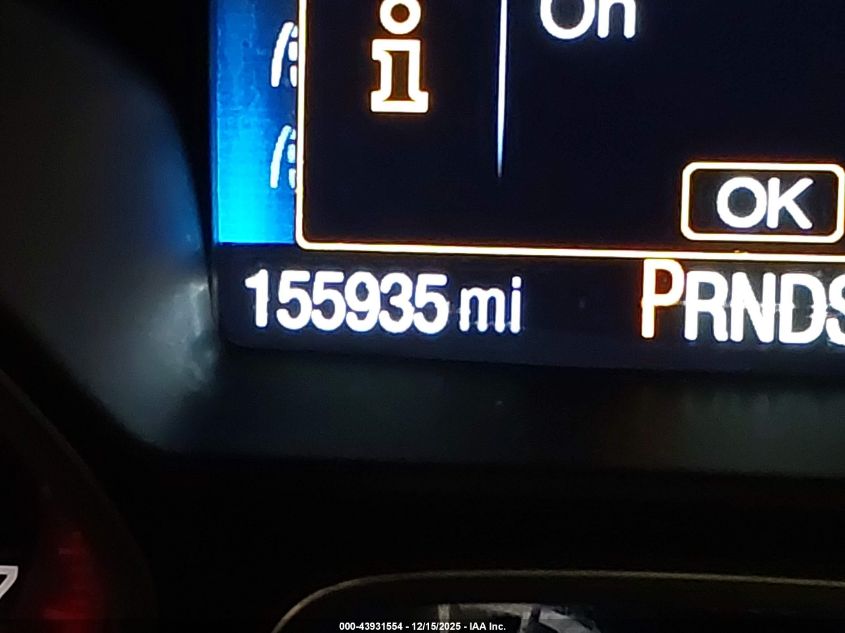 On
OK
155935 mi
PRNDS
000-43931554 - 12/15/2025 - IAA Inc.